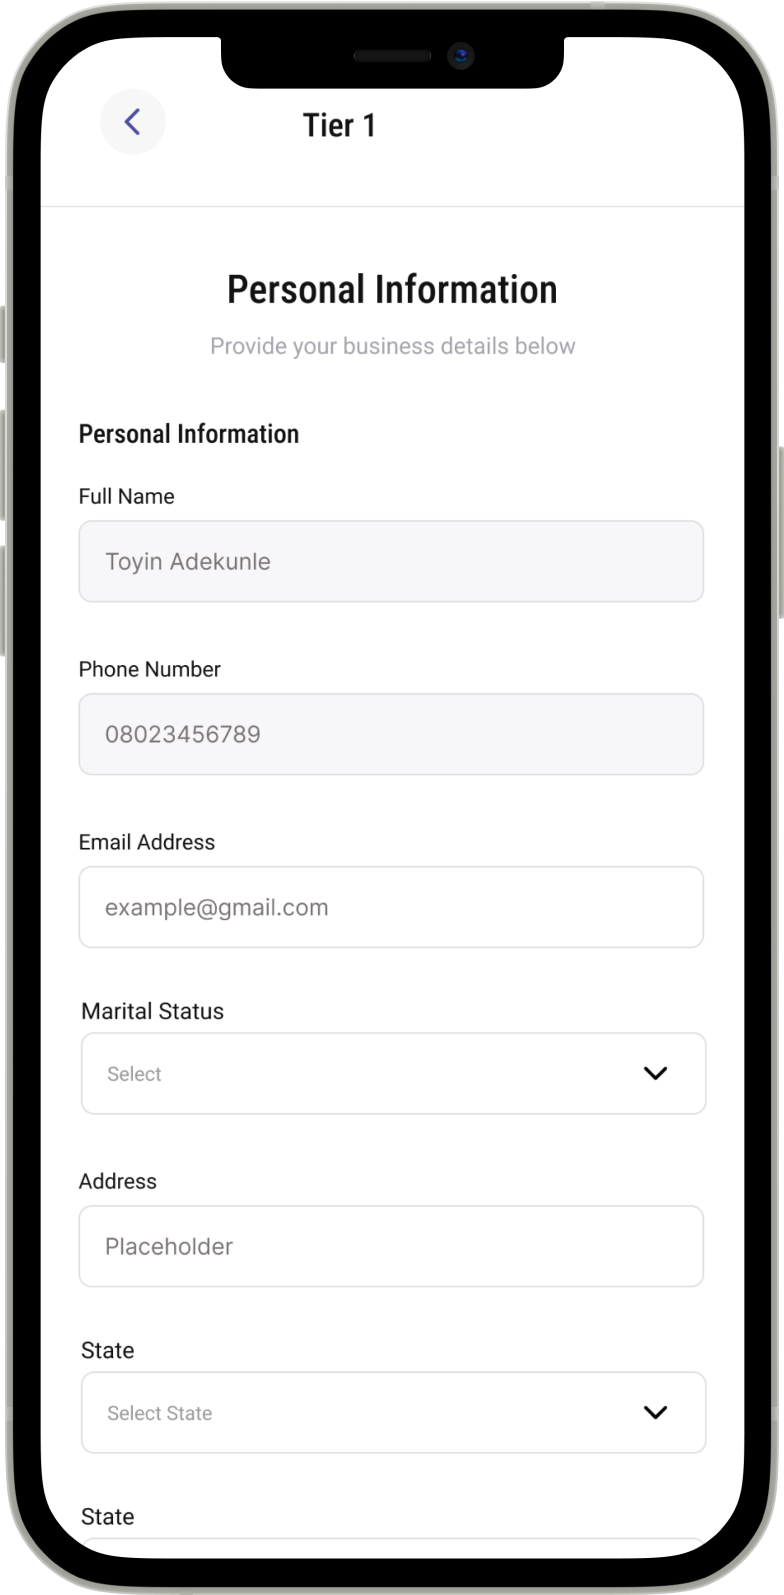 Tier 1
Personal Information
Provide your business details below
Personal Information
Full Name
Toyin Adekunle
Phone Number
08023456789
Email Address
example@gmail.com
Marital Status
Select
Address
Placeholder
State
Select State
State